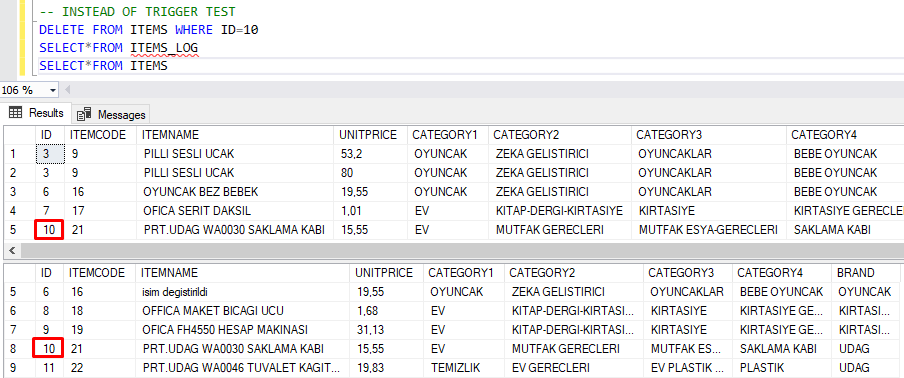 -- INSTEAD OF TRIGGER TEST
DELETE FROM ITEMS WHERE ID=10
SELECT*FROM ITEMS_LOG
SELECT*FROM ITEMS
106 %
Results Messages
ID ITEMCODE ITEMNAME UNITPRICE CATEGORY1 CATEGORY2 CATEGORY3 CATEGORY4
1 3 9 PILLI SESLI UCAK 53,2 OYUNCAK ZEKA GELISTIRICI OYUNCAKLAR BEBE OYUNCAK
2 3 9 PILLI SESLI UCAK 80 OYUNCAK ZEKA GELISTIRICI OYUNCAKLAR BEBE OYUNCAK
3 6 16 OYUNCAK BEZ BEBEK 19,55 OYUNCAK ZEKA GELISTIRICI OYUNCAKLAR BEBE OYUNCAK
4 7 17 OFICA SERIT DAKSIL 1,01 EV KITAP-DERGI-KIRTASIYE KIRTASIYE KIRTASIYE GERECLE
5 10 21 PRT.UDAG WA0030 SAKLAMA KABI 15,55 EV MUTFAK GERECLERI MUTFAK ESYA-GERECLERI SAKLAMA KABI
ID ITEMCODE ITEMNAME UNITPRICE CATEGORY1 CATEGORY2 CATEGORY3 CATEGORY4 BRAND
5 6 16 isim degistirildi 19,55 OYUNCAK ZEKA GELISTIRICI OYUNCAKLAR BEBE OYUNCAK OYUNCAK
6 8 18 OFFICA MAKET BICAGI UCU 1,68 EV KITAP-DERGI-KIRTASI... KIRTASIYE KIRTASIYE GE... KIRTASI...
7 9 19 OFICA FH4550 HESAP MAKINASI 31,13 EV KITAP-DERGI-KIRTASI... KIRTASIYE KIRTASIYE GE... KIRTASI...
8 10 21 PRT.UDAG WA0030 SAKLAMA KABI 15,55 EV MUTFAK GERECLERI MUTFAK ES... SAKLAMA KABI UDAG
9 11 22 PRT.UDAG WA0046 TUVALET KAGIT... 19,83 TEMIZLIK EV GERECLERI EV PLASTIK ... PLASTIK UDAG